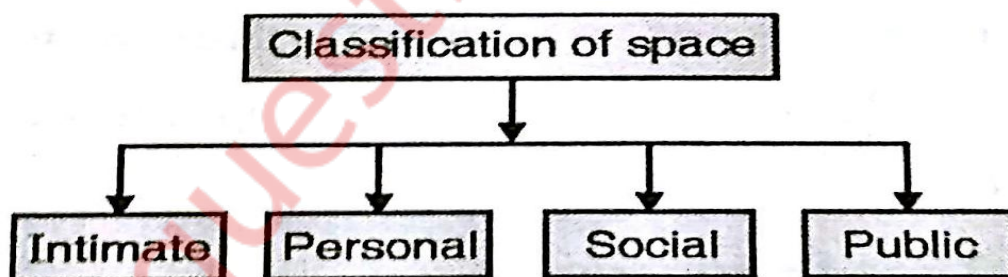 Classification of space
Intimate
Personal
Social
Public